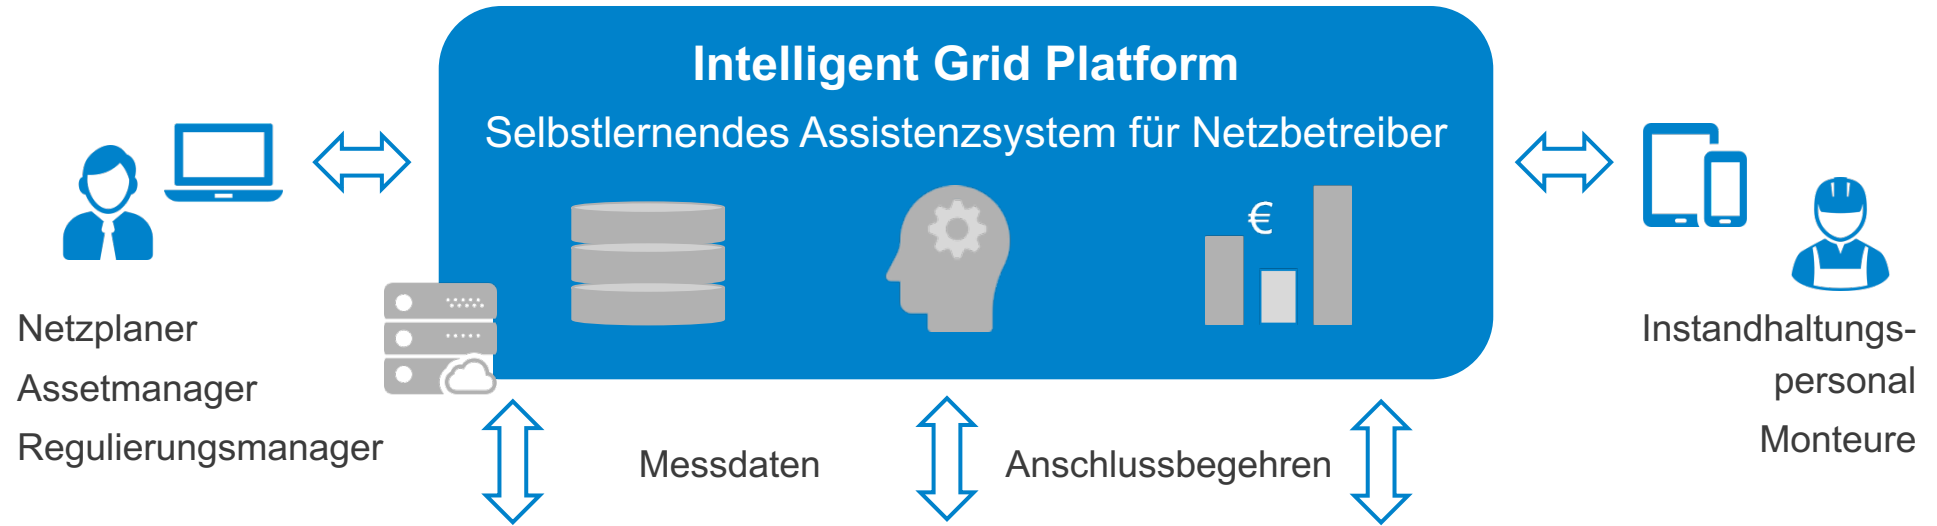 Intelligent Grid Platform
Selbstlernendes Assistenzsystem für Netzbetreiber
€
Netzplaner
Assetmanager
Regulierungsmanager
Messdaten
Anschlussbegehren
Instandhaltungs-
personal
Monteure